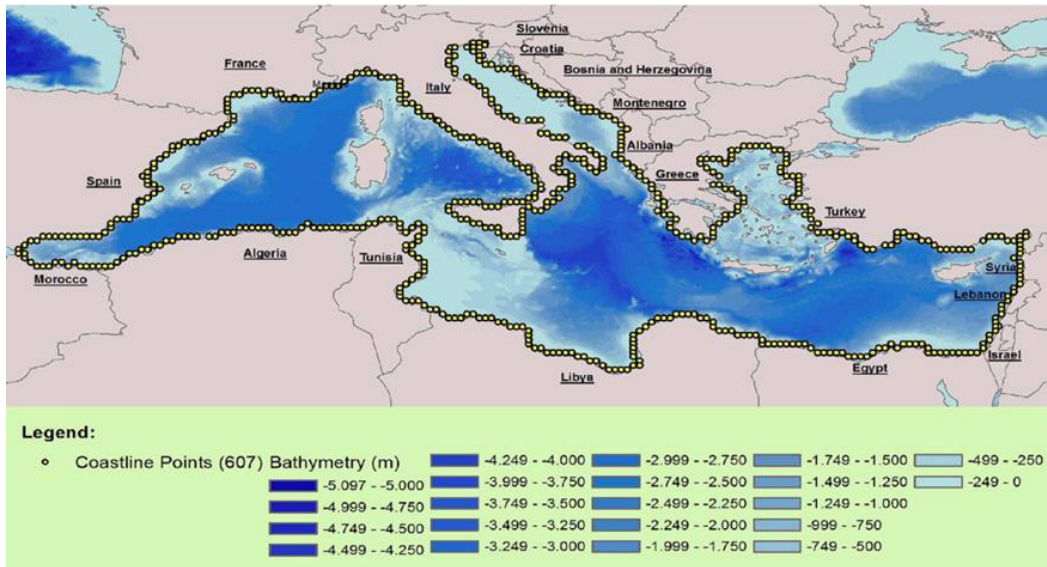 Slovenia
Croatia
France
Bosnia and Herzegovina
Italy
Montenegro
Albania
Greece
Spain
Turkey
Algeria
Tunisia
Syria
Morocco
Lebanon
Israel
Egypt
Libya
Legend:
Coastline Points (607) Bathymetry (m)
-5.097 - -5.000
-4.999 - -4.750
-4.749 - -4.500
-4.499 - -4.250
-4.249 - -4.000
-3.999 - -3.750
-3.749 - -3.500
-3.499 - -3.250
-3.249 - -3.000
-2.999 - -2.750
-2.749 - -2.500
-2.499 - -2.250
-2.249 - -2.000
-1.999 - -1.750
-1.749 - -1.500
-1.499 - -1.250
-1.249 - -1.000
-999 - -750
-749 - -500
-499 - -250
-249 - 0